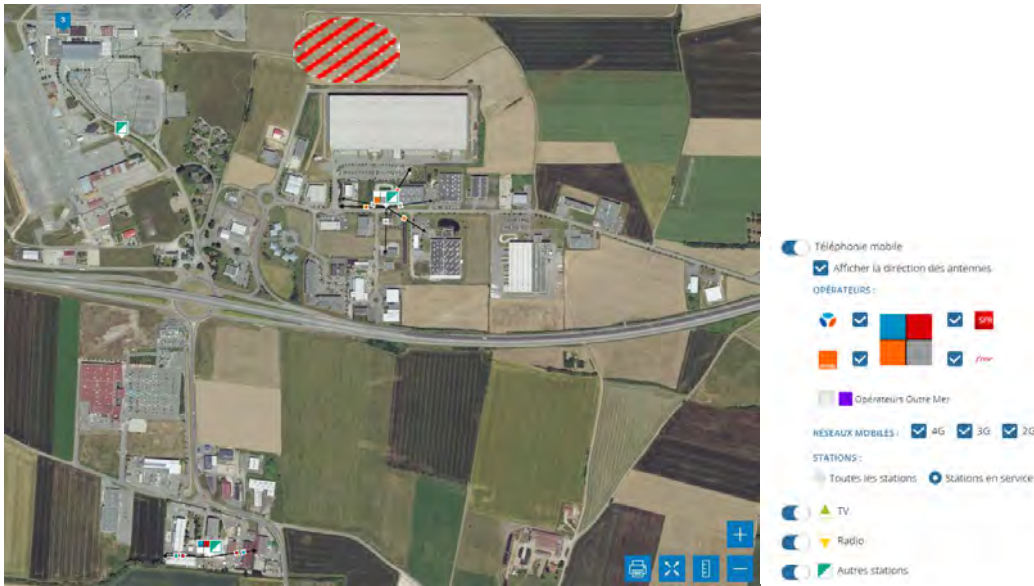 3
Téléphonie mobile
Afficher la direction des antennes
OPÉRATEURS :
SFR
free
Opérateurs Outre Mer
RESEAUX MOBILES : 4G 3G 2G
STATIONS :
Toutes les stations Stations en service
TV
Radio
Autres stations